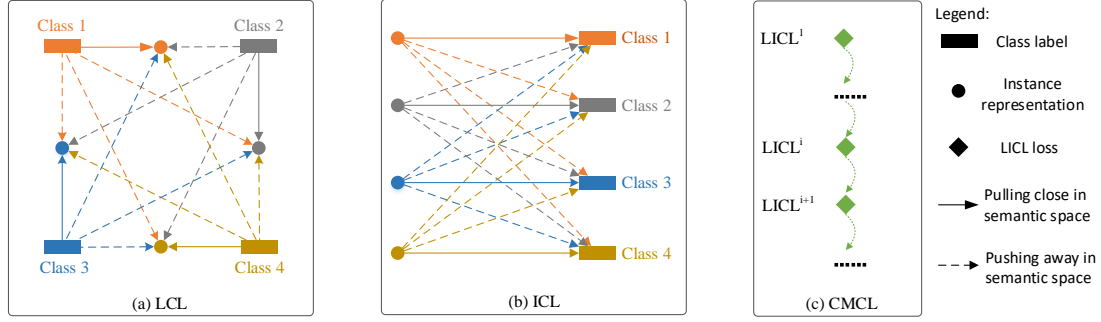 Class 1
Class 2
Class 3
Class 4
(a) LCL
Class 1
Class 2
Class 3
Class 4
(b) ICL
LICL¹
LICLⁱ
LICLⁱ⁺¹
(c) CMCL
Legend:
Class label
Instance
representation
LICL loss
Pulling close in
semantic space
Pushing away in
semantic space